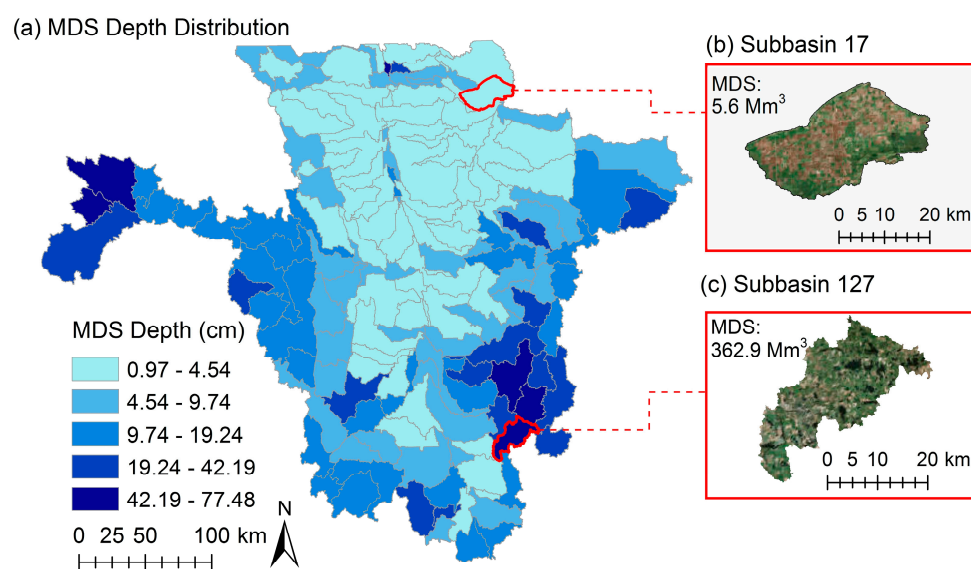 (a) MDS Depth Distribution
MDS Depth (cm)
0.97 - 4.54
4.54 - 9.74
9.74 - 19.24
19.24 - 42.19
42.19 - 77.48
0 25 50 100 km
N
(b) Subbasin 17
MDS:
5.6 Mm³
0 5 10 20 km
(c) Subbasin 127
MDS:
362.9 Mm³
0 5 10 20 km